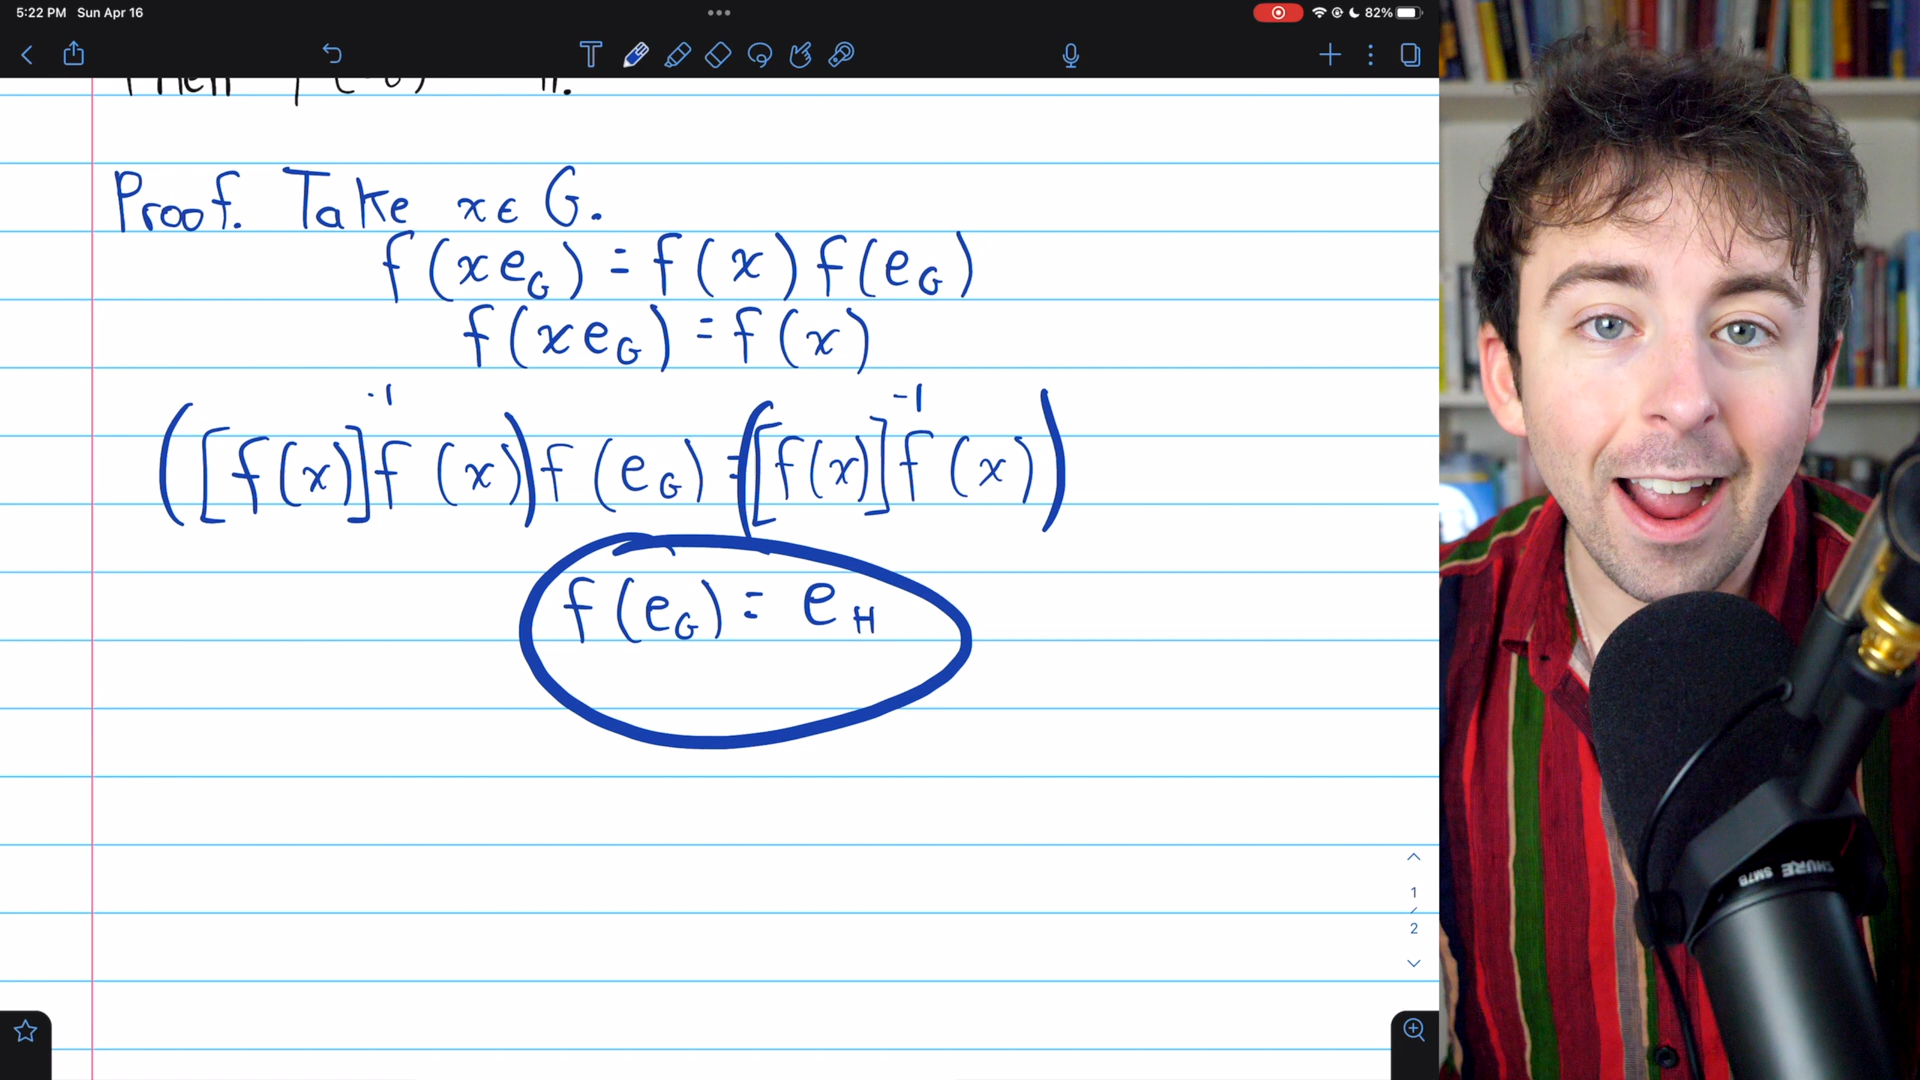 5:22 PM Sun Apr 16
82%
Proof. Take x ∈ G.
f(xe_G) = f(x) f(e_G)
f(xe_G) = f(x)
([f(x)]^-1 f(x)) f(e_G) = ([f(x)]^-1 f(x))
f(e_G) = e_H
1
/
2
SHURE SM7B